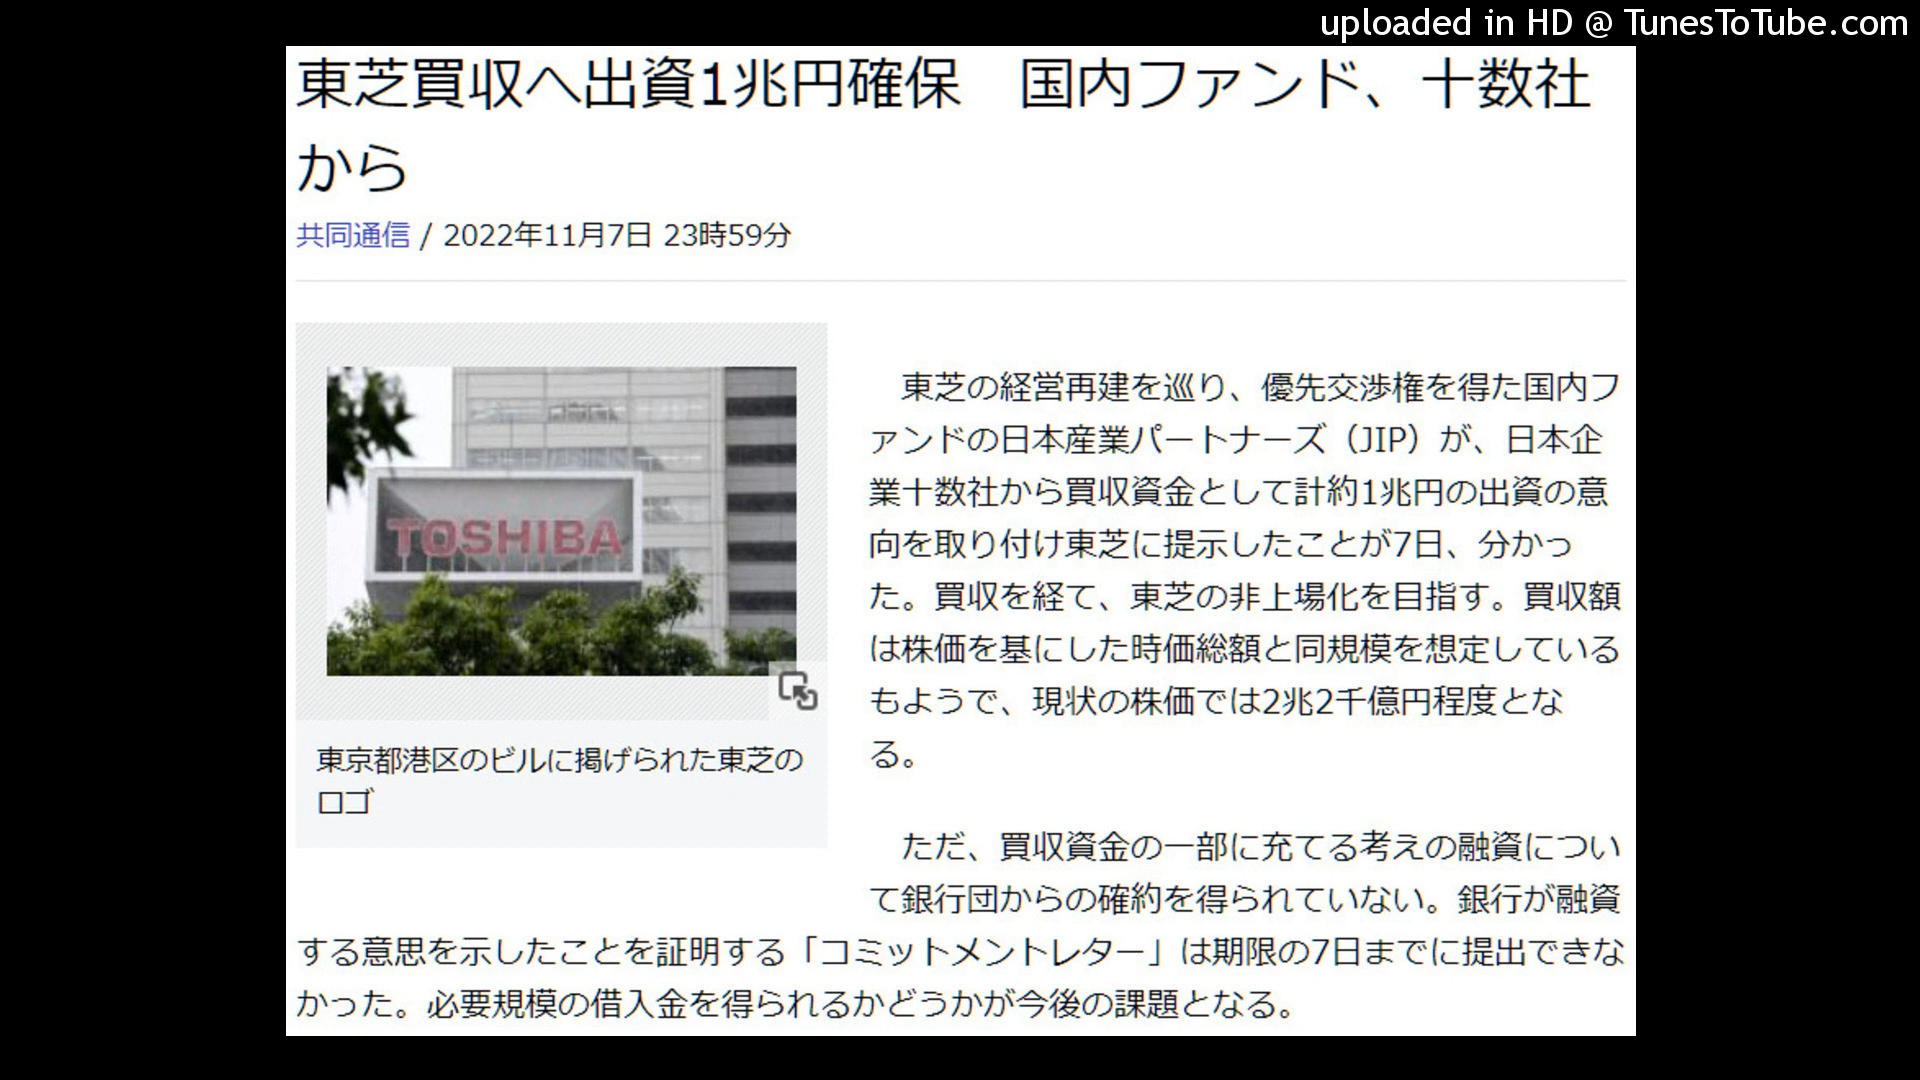 uploaded in HD @ TunesToTube.com
東芝買収へ出資1兆円確保　国内ファンド、十数社
から
共同通信 / 2022年11月7日 23時59分
TOSHIBA
東京都港区のビルに掲げられた東芝の
ロゴ
東芝の経営再建を巡り、優先交渉権を得た国内フ
ァンドの日本産業パートナーズ（JIP）が、日本企
業十数社から買収資金として計約1兆円の出資の意
向を取り付け東芝に提示したことが7日、分かっ
た。買収を経て、東芝の非上場化を目指す。買収額
は株価を基にした時価総額と同規模を想定している
もようで、現状の株価では2兆2千億円程度とな
る。
ただ、買収資金の一部に充てる考えの融資につい
て銀行団からの確約を得られていない。銀行が融資
する意思を示したことを証明する「コミットメントレター」は期限の7日までに提出できな
かった。必要規模の借入金を得られるかどうかが今後の課題となる。